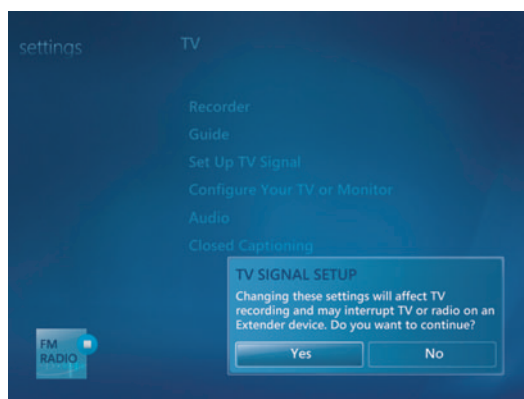 settings
TV
Recorder
Guide
Set Up TV Signal
Configure Your TV or Monitor
Audio
Closed Captioning
TV SIGNAL SETUP
Changing these settings will affect TV
recording and may interrupt TV or radio on an
Extender device. Do you want to continue?
Yes
No
FM
RADIO